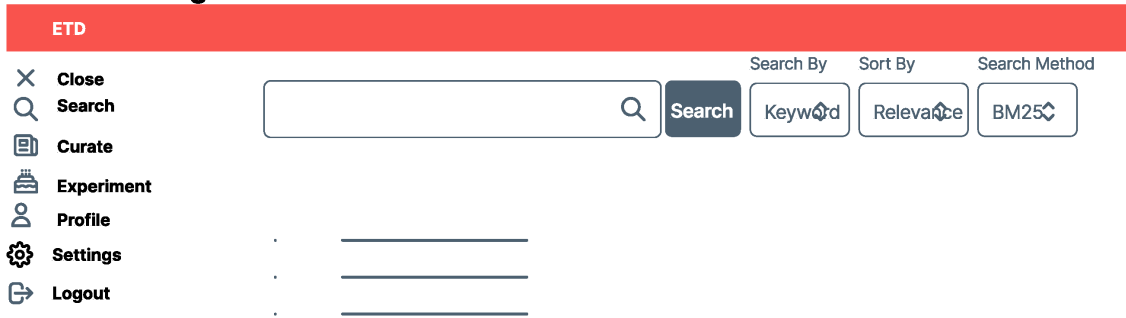 ETD
Close
Search
Curate
Experiment
Profile
Settings
Logout
Search
Search By
Keyword
Sort By
Relevance
Search Method
BM25